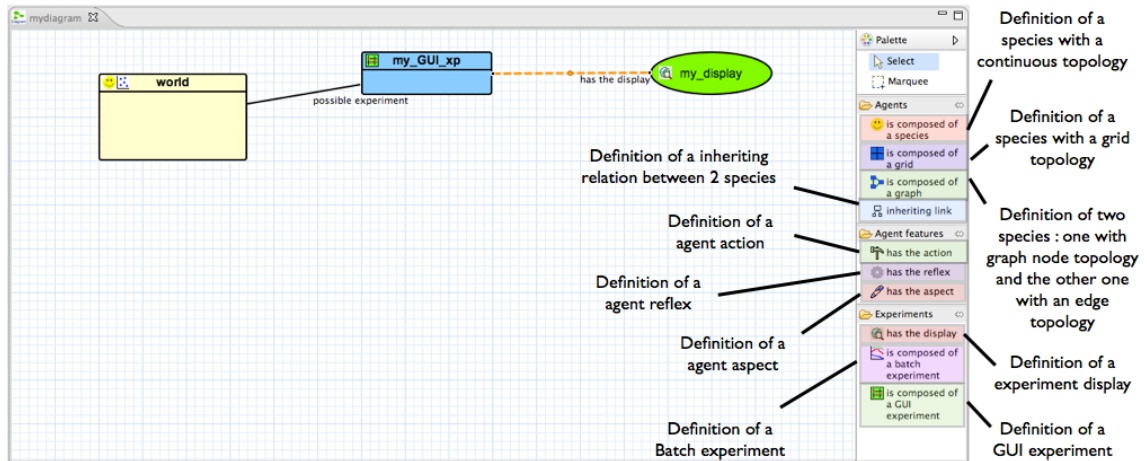 mydiagram
world
possible experiment
my_GUI_xp
has the display
my_display
Definition of a inheriting
relation between 2 species
Definition of a
agent action
Definition of a
agent reflex
Definition of a
agent aspect
Definition of a
Batch experiment
Palette
Select
Marquee
Agents
is composed of
a species
is composed of
a grid
is composed of
a graph
inheriting link
Agent features
has the action
has the reflex
has the aspect
Experiments
has the display
is composed of
a batch
experiment
is composed of
a GUI
experiment
Definition of a
species with a
continuous topology
Definition of a
species with a grid
topology
Definition of two
species : one with
graph node topology
and the other one
with an edge
topology
Definition of a
experiment display
Definition of a
GUI experiment